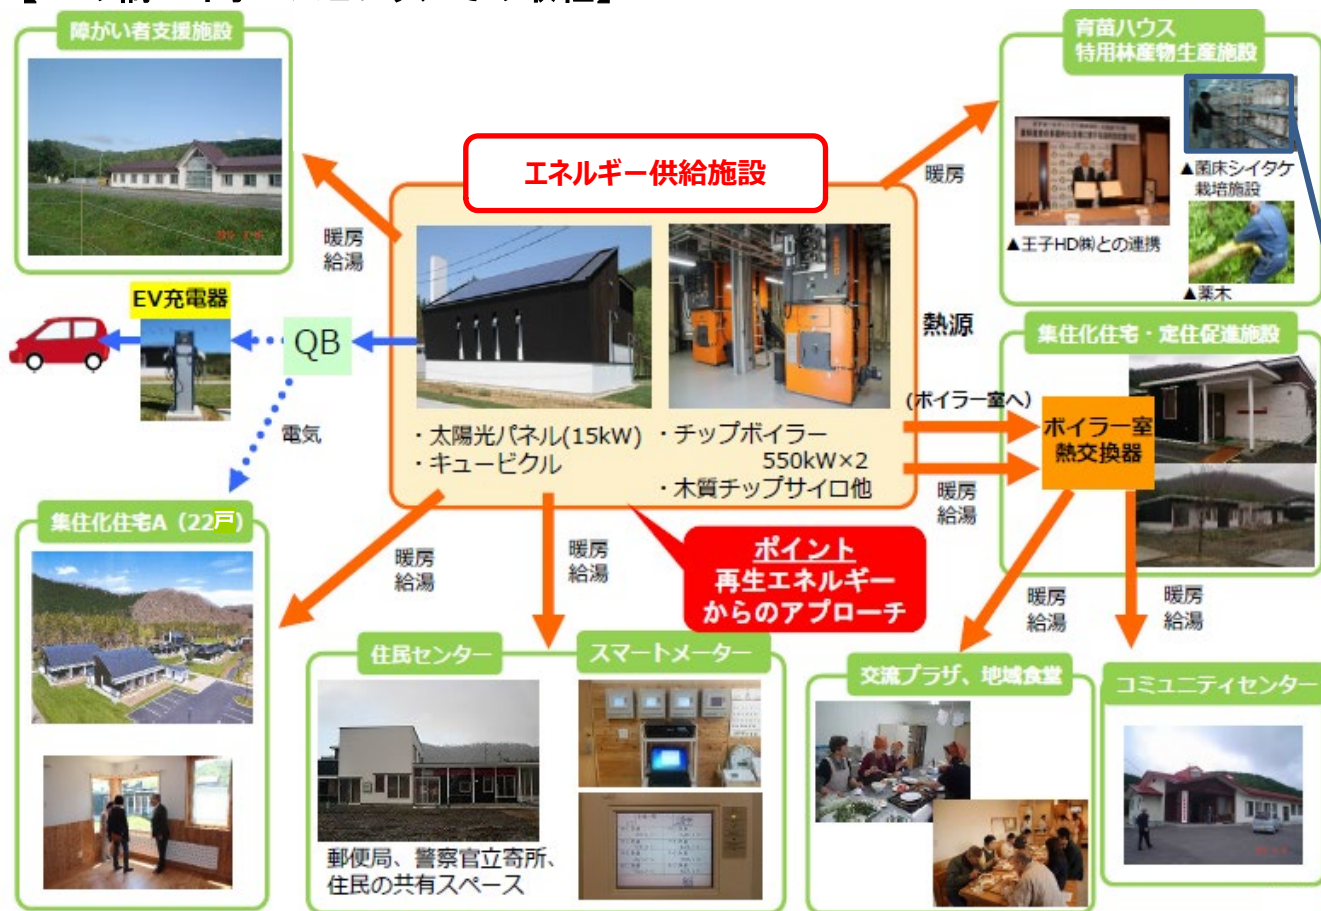 障がい者支援施設
育苗ハウス
特用林産物生産施設
エネルギー供給施設
暖房
▲菌床シイタケ
栽培施設
▲王子HD㈱との連携
▲薬木
暖房
給湯
EV充電器
QB
電気
熱源
(ボイラー室へ)
・太陽光パネル(15kW)
・キュービクル
・チップボイラー
550kW×2
・木質チップサイロ他
集住化住宅・定住促進施設
ボイラー室
熱交換器
暖房
給湯
集住化住宅A（22戸）
暖房
給湯
暖房
給湯
ポイント
再生エネルギー
からのアプローチ
暖房
給湯
暖房
給湯
住民センター
スマートメーター
郵便局、警察官立寄所、
住民の共有スペース
交流プラザ、地域食堂
コミュニティセンター